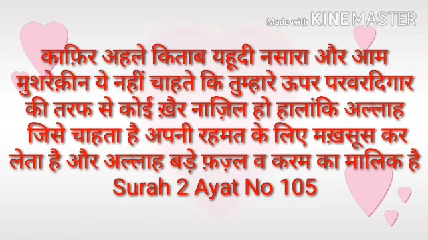 Made with KINEMASTER
काफ़िर अहले किताब यहूदी नसारा और आम
मुशरेक़ीन ये नहीं चाहते कि तुम्हारे ऊपर परवरदिगार
की तरफ से कोई ख़ैर नाज़िल हो हालांकि अल्लाह
जिसे चाहता है अपनी रहमत के लिए मख़सूस कर
लेता है और अल्लाह बड़े फ़ज़्ल व करम का मालिक है
Surah 2 Ayat No 105